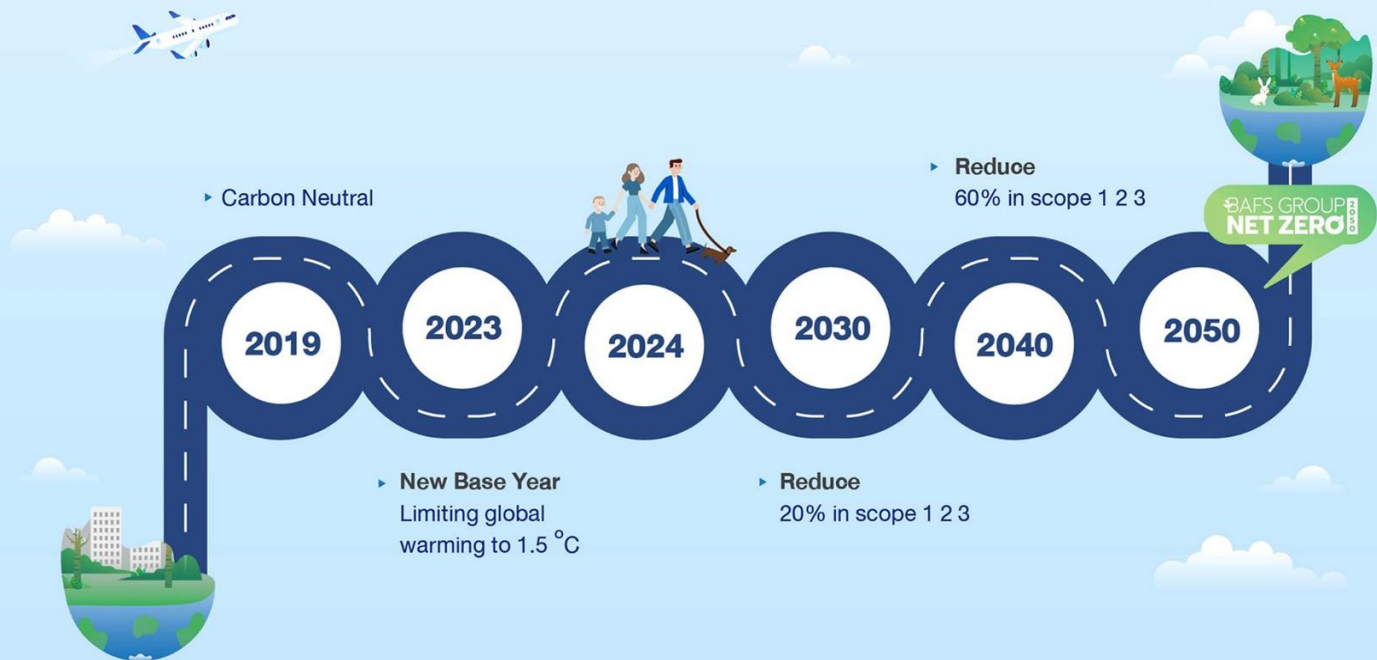 Carbon Neutral
Reduce
60% in scope 1 2 3
BAFS GROUP
NET ZERO
2050
2019
2023
2024
2030
2040
2050
New Base Year
Limiting global
warming to 1.5 °C
Reduce
20% in scope 1 2 3